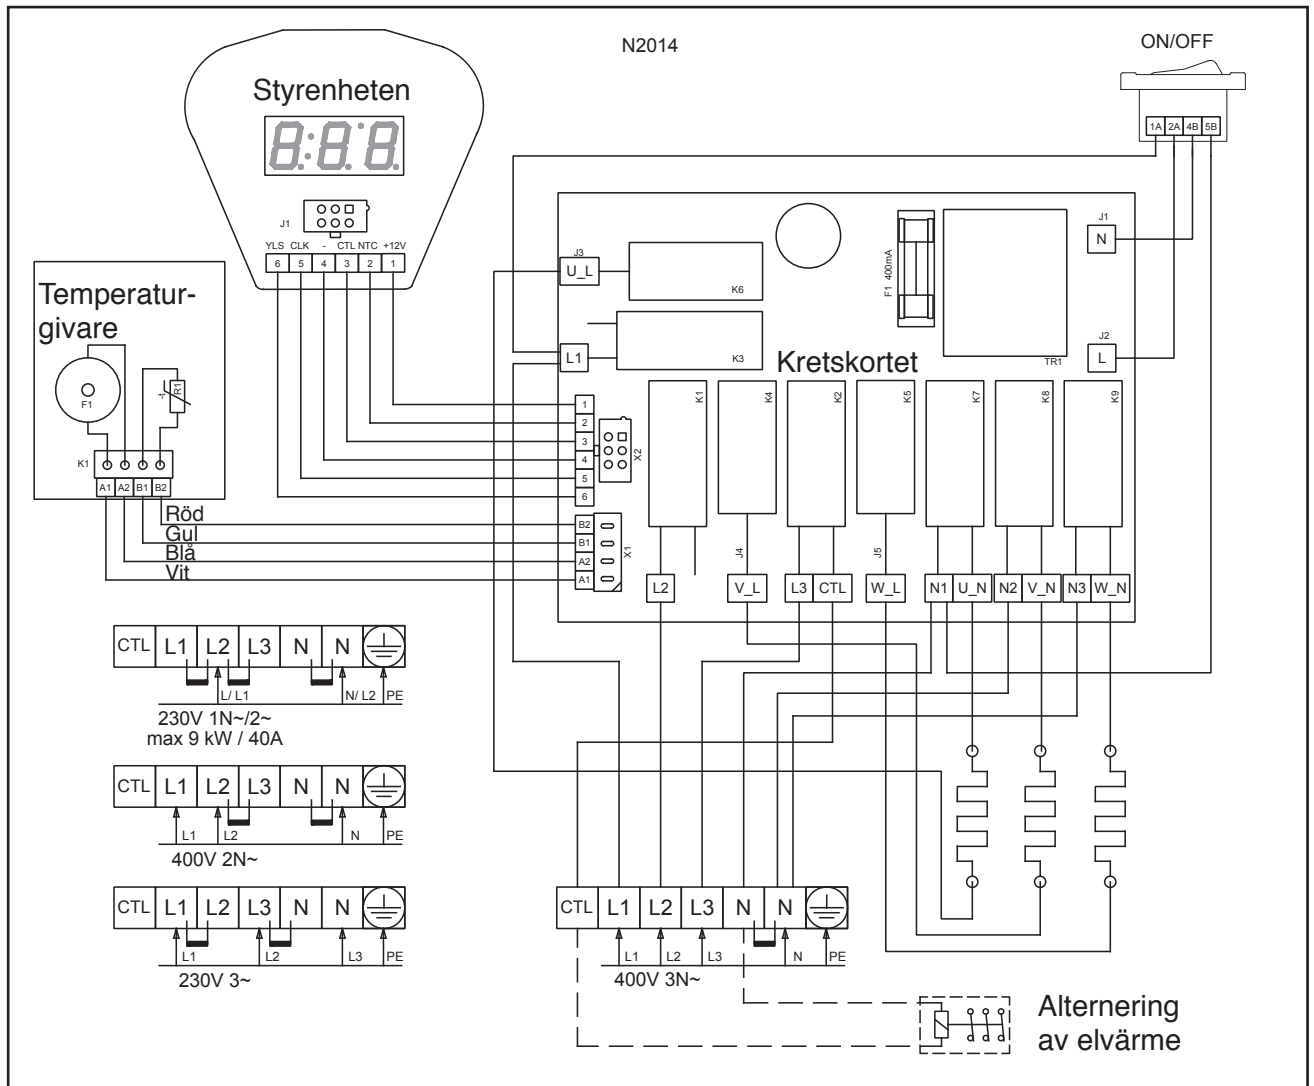 N2014
ON/OFF
1A 2A 4B 5B
Styrenheten
8:8.8
J1
YLS CLK - CTL NTC +12V
6 5 4 3 2 1
Temperatur-
givare
F1
R1
-t
K1
A1 A2 B1 B2
Röd
Gul
Blå
Vit
J3
U_L
K6
L1
K3
F1 400mA
TR1
J1
N
J2
L
Kretskortet
1
2
3
4
5
6
X2
B2
B1
A2
A1
X1
K1 K4 K2 K5 K7 K8 K9
J4 J5
L2 V_L L3 CTL W_L N1 U_N N2 V_N N3 W_N
CTL L1 L2 L3 N N
L/ L1 N/ L2 PE
230V 1N~/2~
max 9 kW / 40A
CTL L1 L2 L3 N N
L1 L2 N PE
400V 2N~
CTL L1 L2 L3 N N
L1 L2 L3 PE
230V 3~
CTL L1 L2 L3 N N
L1 L2 L3 N PE
400V 3N~
Alternering
av elvärme